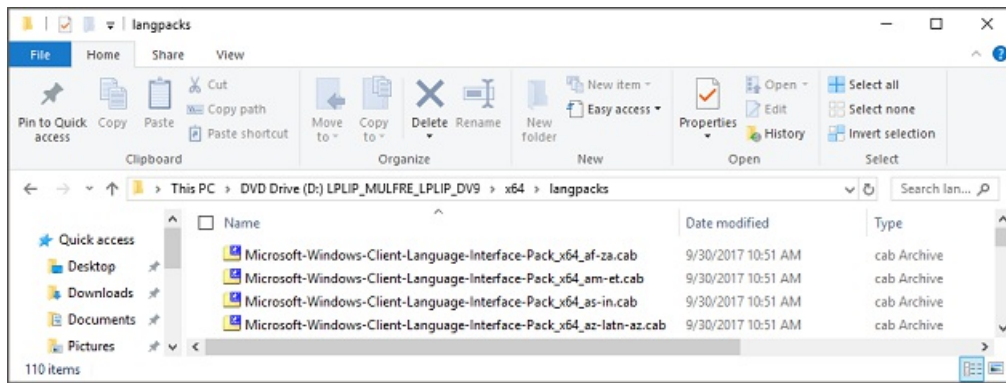 langpacks
File Home Share View
Pin to Quick access
Copy
Paste
Cut
Copy path
Paste shortcut
Clipboard
Move to
Copy to
Delete
Rename
Organize
New folder
New item
Easy access
New
Properties
Open
Edit
History
Open
Select all
Select none
Invert selection
Select
This PC > DVD Drive (D:) LPLIP_MULFRE_LPLIP_DV9 > x64 > langpacks
Search lan...
Quick access
Desktop
Downloads
Documents
Pictures
Name Date modified Type
Microsoft-Windows-Client-Language-Interface-Pack_x64_af-za.cab 9/30/2017 10:51 AM cab Archive
Microsoft-Windows-Client-Language-Interface-Pack_x64_am-et.cab 9/30/2017 10:51 AM cab Archive
Microsoft-Windows-Client-Language-Interface-Pack_x64_as-in.cab 9/30/2017 10:51 AM cab Archive
Microsoft-Windows-Client-Language-Interface-Pack_x64_az-latn-az.cab 9/30/2017 10:51 AM cab Archive
110 items